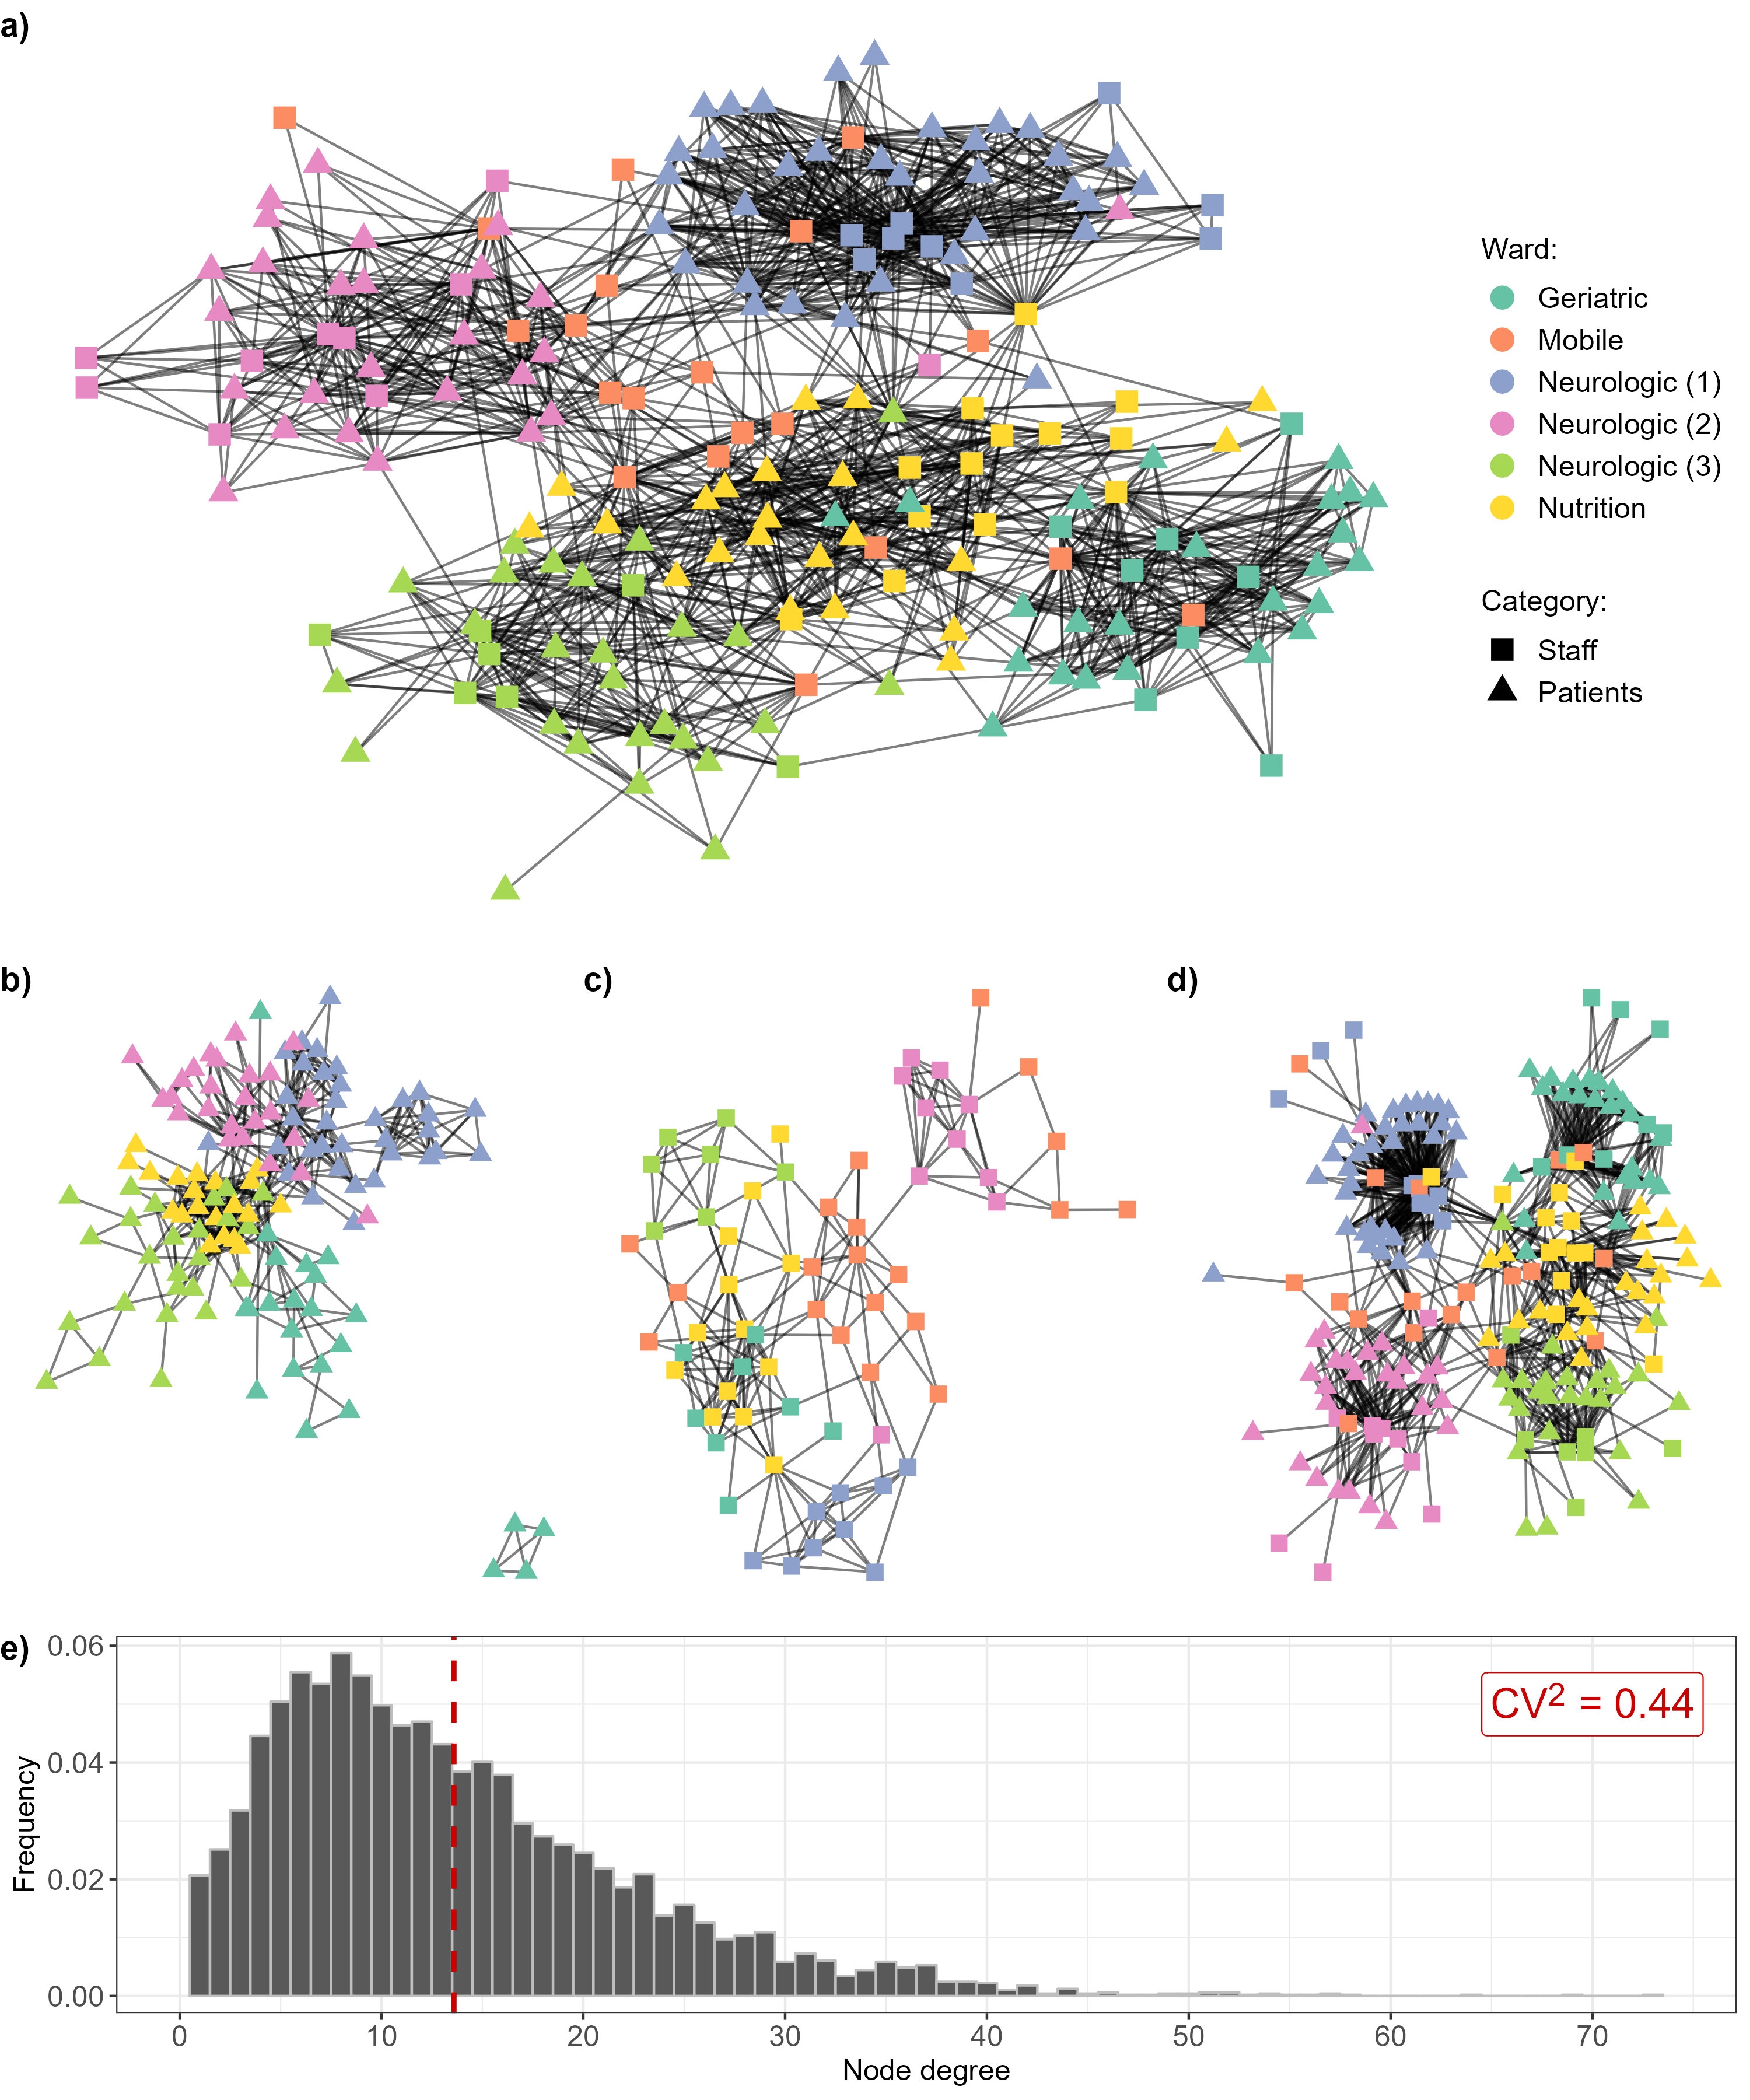 a)
Ward:
Geriatric
Mobile
Neurologic (1)
Neurologic (2)
Neurologic (3)
Nutrition
Category:
Staff
Patients
b)
c)
d)
e)
CV² = 0.44
Frequency
0.06
0.04
0.02
0.00
0 10 20 30 40 50 60 70
Node degree